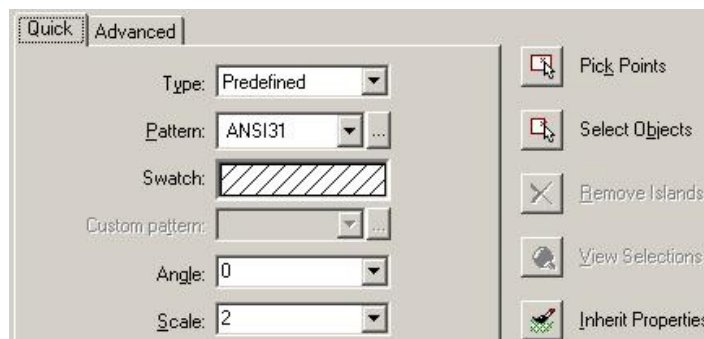 Quick Advanced
Type: Predefined
Pattern: ANSI31 ...
Swatch:
Custom pattern: ...
Angle: 0
Scale: 2
Pick Points
Select Objects
Remove Islands
View Selections
Inherit Properties